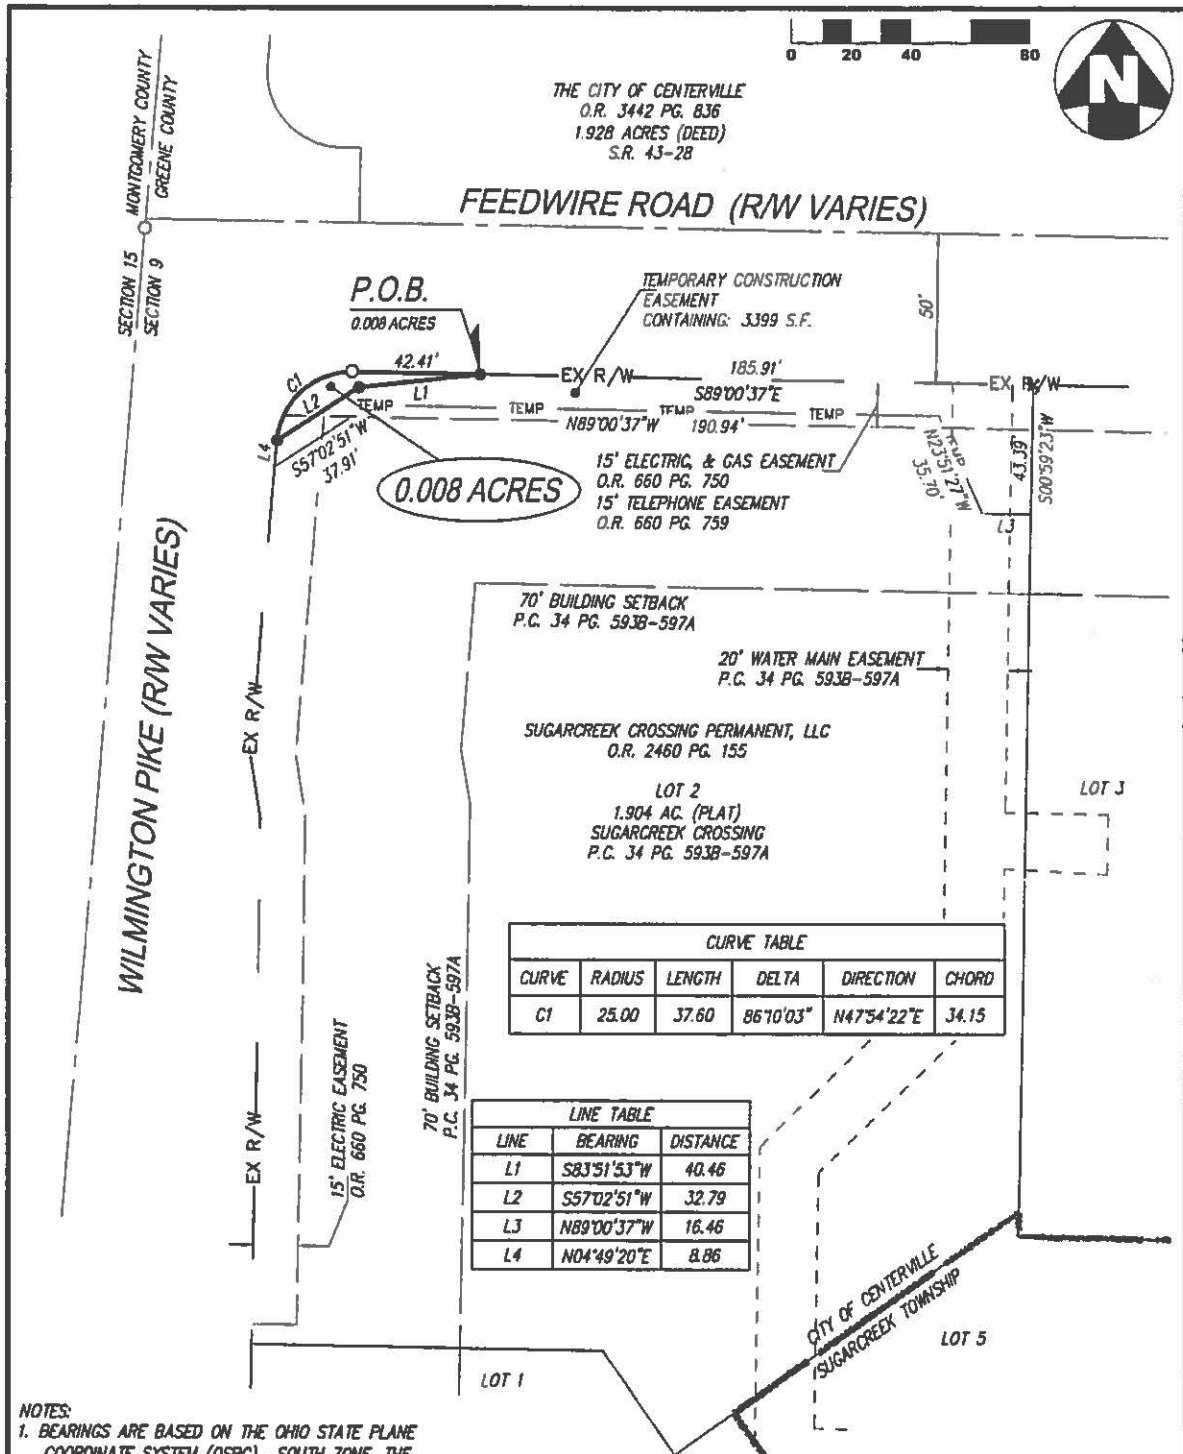 0 20 40 80
N
THE CITY OF CENTERVILLE
O.R. 3442 PG. 836
1.928 ACRES (DEED)
S.R. 43-28
MONTGOMERY COUNTY
GREENE COUNTY
FEEDWIRE ROAD (R/W VARIES)
SECTION 15
SECTION 9
P.O.B.
0.008 ACRES
TEMPORARY CONSTRUCTION
EASEMENT
CONTAINING: 3399 S.F.
50'
42.41'
EX R/W
185.91'
S89°00'37"E
EX R/W
C1
L2
L1
TEMP
TEMP
TEMP
TEMP
N89°00'37"W 190.94'
L4
S57°02'51"W
37.91'
0.008 ACRES
15' ELECTRIC, & GAS EASEMENT
O.R. 660 PG. 750
15' TELEPHONE EASEMENT
O.R. 660 PG. 759
TEMP
N23°51'27"W
35.70'
43.39'
S00°59'23"W
L3
70' BUILDING SETBACK
P.C. 34 PG. 593B-597A
20' WATER MAIN EASEMENT
P.C. 34 PG. 593B-597A
WILMINGTON PIKE (R/W VARIES)
EX R/W
SUGARCREEK CROSSING PERMANENT, LLC
O.R. 2460 PG. 155
LOT 2
1.904 AC. (PLAT)
SUGARCREEK CROSSING
P.C. 34 PG. 593B-597A
LOT 3
CURVE TABLE
CURVE RADIUS LENGTH DELTA DIRECTION CHORD
C1 25.00 37.60 86°10'03" N47°54'22"E 34.15
70' BUILDING SETBACK
P.C. 34 PG. 593B-597A
15' ELECTRIC EASEMENT
O.R. 660 PG. 750
EX R/W
LINE TABLE
LINE BEARING DISTANCE
L1 S83°51'53"W 40.46
L2 S57°02'51"W 32.79
L3 N89°00'37"W 16.46
L4 N04°49'20"E 8.86
CITY OF CENTERVILLE
SUGARCREEK TOWNSHIP
LOT 5
LOT 1
NOTES:
1. BEARINGS ARE BASED ON THE OHIO STATE PLANE
COORDINATE SYSTEM (OSPC), SOUTH ZONE, THE